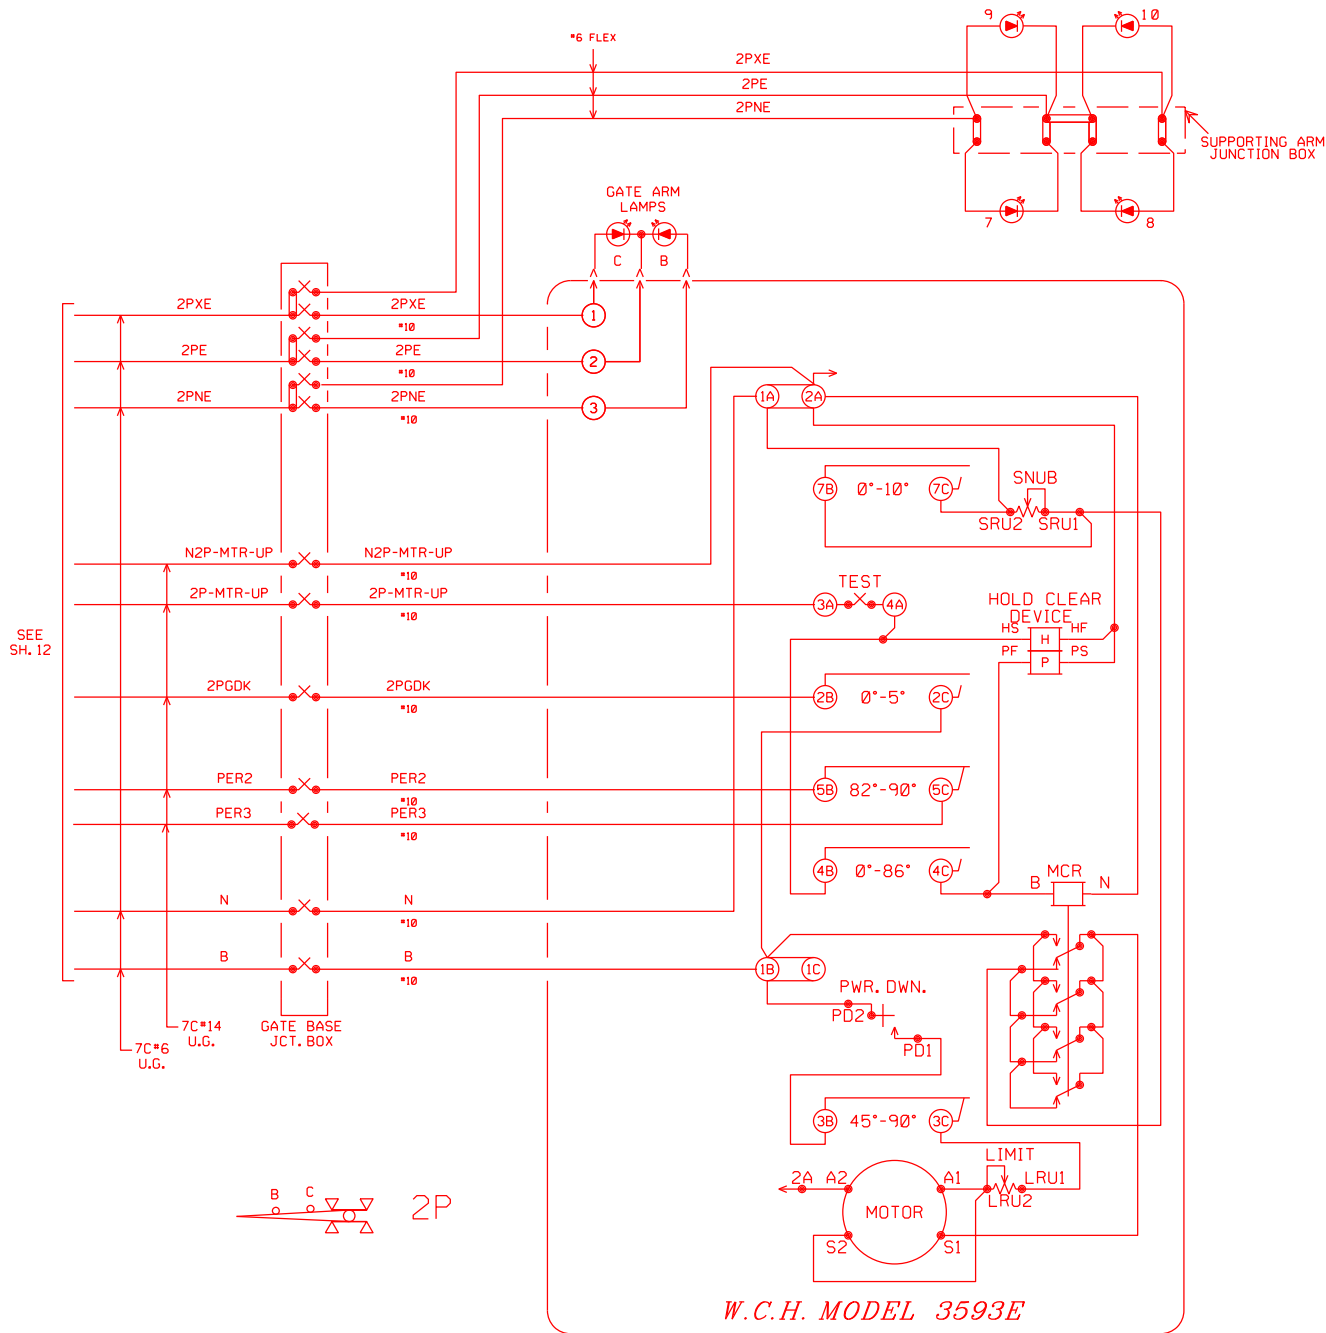 9
10
"6 FLEX
2PXE
2PE
2PNE
SUPPORTING ARM
JUNCTION BOX
7
8
GATE ARM
LAMPS
C
B
2PXE
2PXE
1
"10
2PE
2PE
2
"10
2PNE
2PNE
3
"10
1A
2A
7B
0°-10°
7C
SNUB
SRU2
SRU1
N2P-MTR-UP
N2P-MTR-UP
"10
2P-MTR-UP
2P-MTR-UP
"10
TEST
3A
4A
HOLD CLEAR
DEVICE
HS
H
HF
PF
P
PS
SEE
SH. 12
2PGDK
2PGDK
"10
2B
0°-5°
2C
PER2
PER2
"10
5B
82°-90°
5C
PER3
PER3
"10
4B
0°-86°
4C
MCR
B
N
N
N
"10
B
B
"10
1B
1C
PWR. DWN.
PD2
PD1
7C"14
U.G.
GATE BASE
JCT. BOX
7C"6
U.G.
3B
45°-90°
3C
LIMIT
LRU1
LRU2
2A
A2
A1
MOTOR
S2
S1
B
C
2P
W.C.H. MODEL 3593E